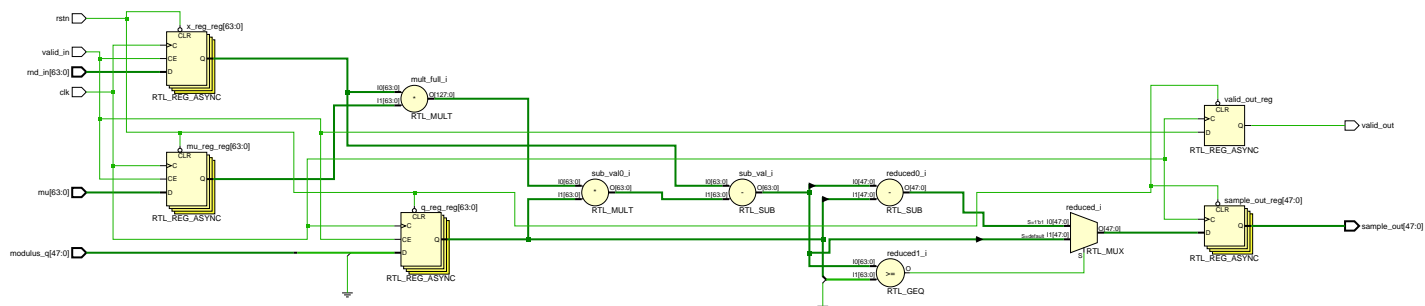 rstn
valid_in
rnd_in[63:0]
clk
mu[63:0]
modulus_q[47:0]
x_reg_reg[63:0]
CLR
C
CE
D
Q
RTL_REG_ASYNC
mu_reg_reg[63:0]
CLR
C
CE
D
Q
RTL_REG_ASYNC
mult_full_i
I0[63:0]
I1[63:0]
*
O[127:0]
RTL_MULT
q_reg_reg[63:0]
CLR
C
CE
D
Q
RTL_REG_ASYNC
sub_val0_i
I0[63:0]
I1[63:0]
*
O[63:0]
RTL_MULT
sub_val_i
I0[63:0]
I1[63:0]
-
O[63:0]
RTL_SUB
reduced0_i
I0[47:0]
I1[47:0]
-
O[47:0]
RTL_SUB
reduced1_i
I0[63:0]
I1[63:0]
>=
O
RTL_GEQ
reduced_i
S=1'b1 I0[47:0]
S=default I1[47:0]
O[47:0]
S
RTL_MUX
valid_out_reg
CLR
C
D
Q
RTL_REG_ASYNC
sample_out_reg[47:0]
CLR
C
D
Q
RTL_REG_ASYNC
valid_out
sample_out[47:0]